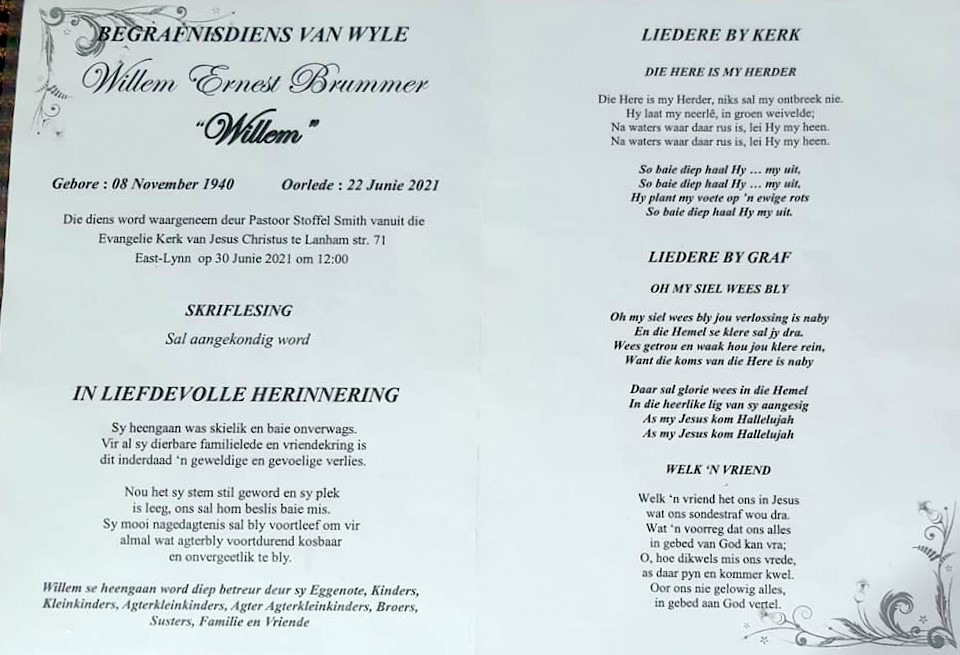 BEGRAFNISDIENS VAN WYLE
Willem Ernest Brummer
“Willem”
Gebore : 08 November 1940 Oorlede : 22 Junie 2021
Die diens word waargeneem deur Pastoor Stoffel Smith vanuit die
Evangelie Kerk van Jesus Christus te Lanham str. 71
East-Lynn op 30 Junie 2021 om 12:00
SKRIFLESING
Sal aangekondig word
IN LIEFDEVOLLE HERINNERING
Sy heengaan was skielik en baie onverwags.
Vir al sy dierbare familielede en vriendekring is
dit inderdaad ‘n geweldige en gevoelige verlies.
Nou het sy stem stil geword en sy plek
is leeg, ons sal hom beslis baie mis.
Sy mooi nagedagtenis sal bly voortleef om vir
almal wat agterbly voortdurend kosbaar
en onvergeetlik te bly.
Willem se heengaan word diep betreur deur sy Eggenote, Kinders,
Kleinkinders, Agterkleinkinders, Agter Agterkleinkinders, Broers,
Susters, Familie en Vriende
LIEDERE BY KERK
DIE HERE IS MY HERDER
Die Here is my Herder, niks sal my ontbreek nie.
Hy laat my neerlê, in groen weivelde;
Na waters waar daar rus is, lei Hy my heen.
Na waters waar daar rus is, lei Hy my heen.
So baie diep haal Hy … my uit,
So baie diep haal Hy … my uit,
Hy plant my voete op ’n ewige rots
So baie diep haal Hy my uit.
LIEDERE BY GRAF
OH MY SIEL WEES BLY
Oh my siel wees bly jou verlossing is naby
En die Hemel se klere sal jy dra.
Wees getrou en waak hou jou klere rein,
Want die koms van die Here is naby
Daar sal glorie wees in die Hemel
In die heerlike lig van sy aangesig
As my Jesus kom Hallelujah
As my Jesus kom Hallelujah
WELK ‘N VRIEND
Welk ‘n vriend het ons in Jesus
wat ons sondestraf wou dra.
Wat ‘n voorreg dat ons alles
in gebed van God kan vra;
O, hoe dikwels mis ons vrede,
as daar pyn en kommer kwel.
Oor ons nie gelowig alles,
in gebed aan God vertel.